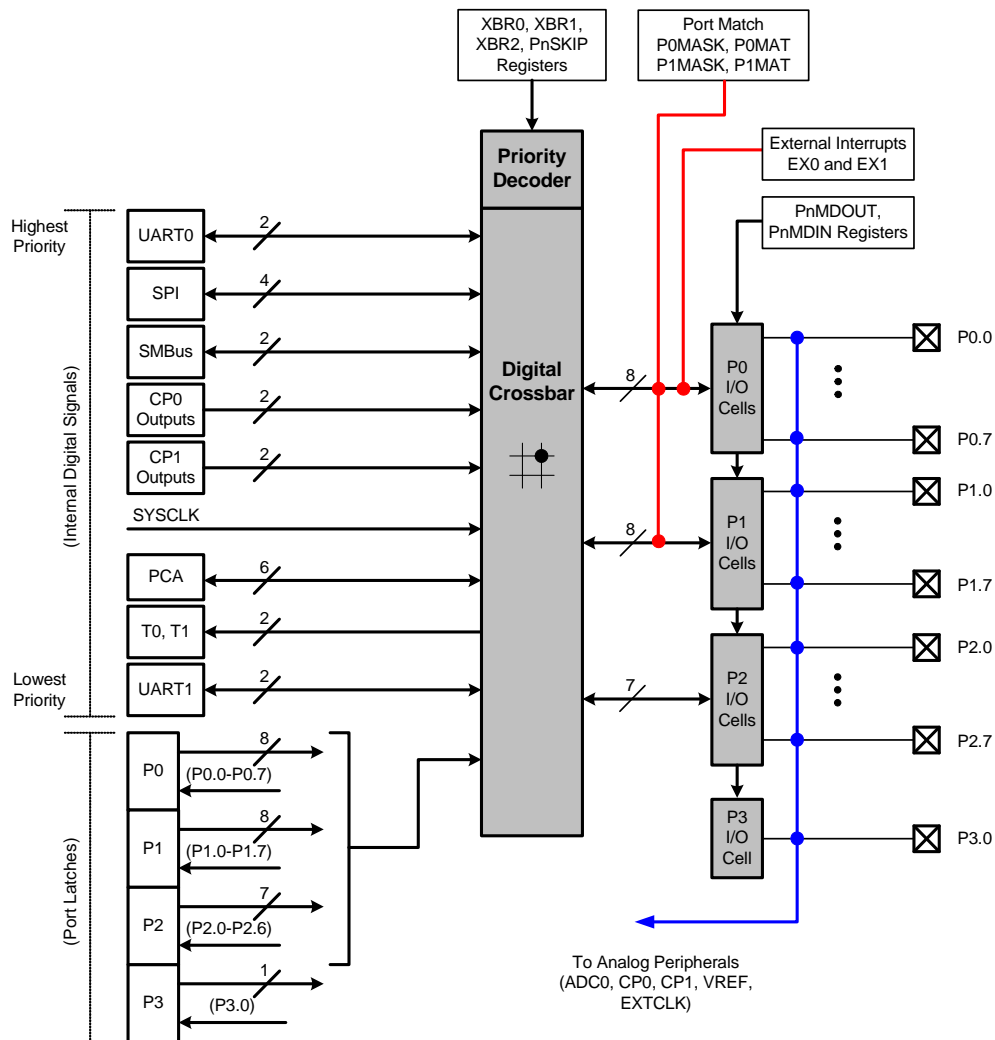 XBR0, XBR1,
XBR2, PnSKIP
Registers
Port Match
P0MASK, P0MAT
P1MASK, P1MAT
External Interrupts
EX0 and EX1
Priority
Decoder
PnMDOUT,
PnMDIN Registers
Highest
Priority
(Internal Digital Signals)
UART0
2
SPI
4
SMBus
2
CP0
Outputs
2
CP1
Outputs
2
SYSCLK
PCA
6
T0, T1
2
Lowest
Priority
UART1
2
Digital
Crossbar
8
P0
I/O
Cells
P0.0
P0.7
8
P1
I/O
Cells
P1.0
P1.7
7
P2
I/O
Cells
P2.0
P2.7
P3
I/O
Cell
P3.0
(Port Latches)
P0
8
(P0.0-P0.7)
P1
8
(P1.0-P1.7)
P2
7
(P2.0-P2.6)
P3
1
(P3.0)
To Analog Peripherals
(ADC0, CP0, CP1, VREF,
EXTCLK)